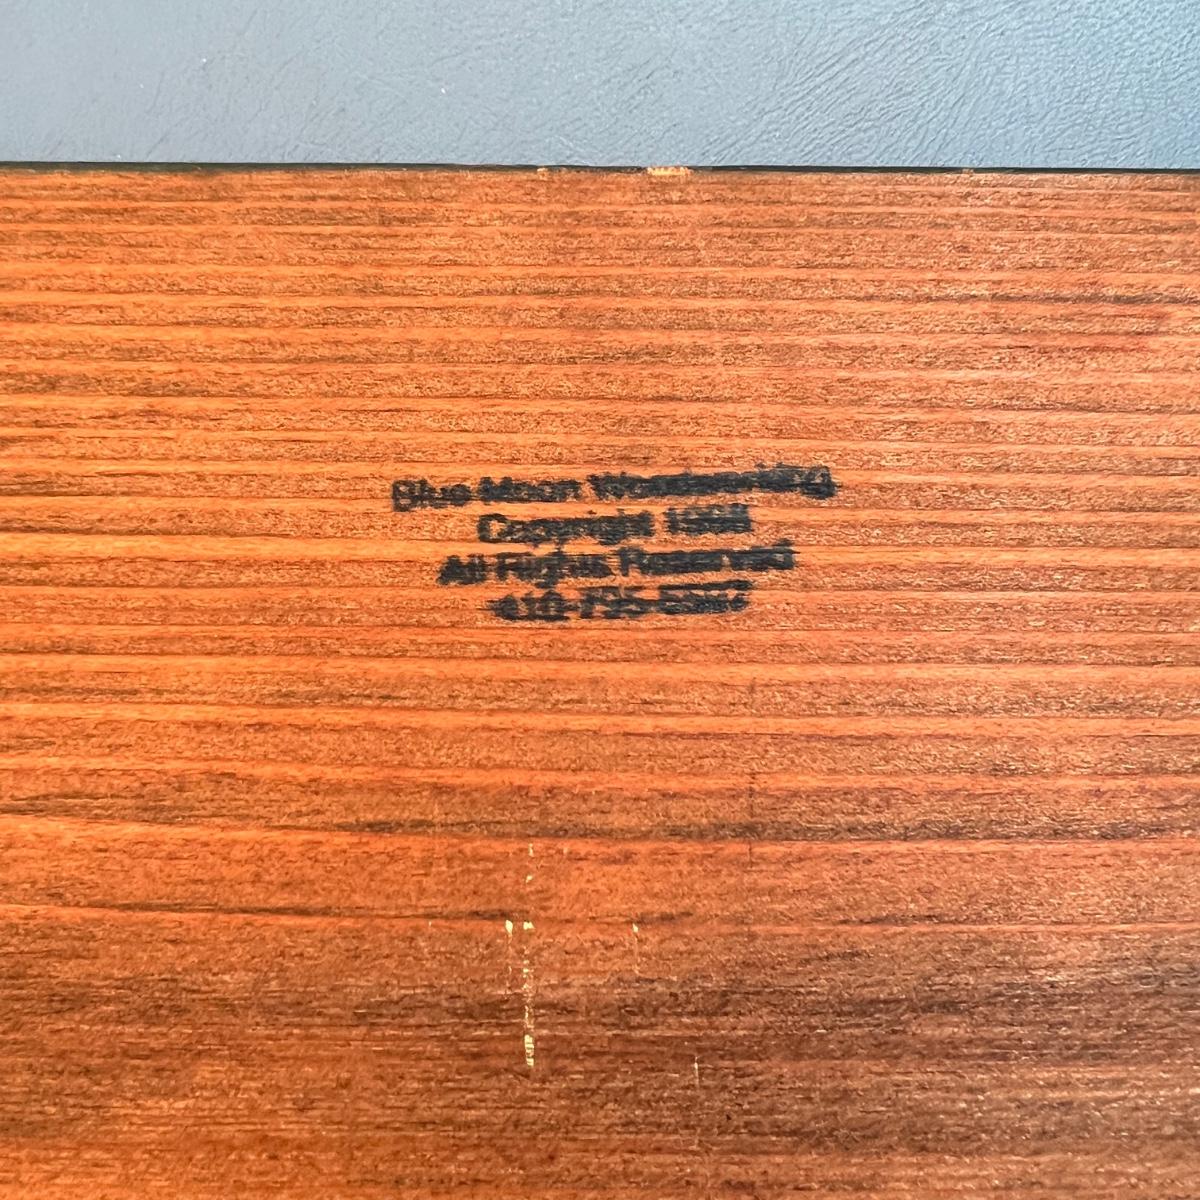 Blue Moon Woodworking
Copyright
All Rights Reserved